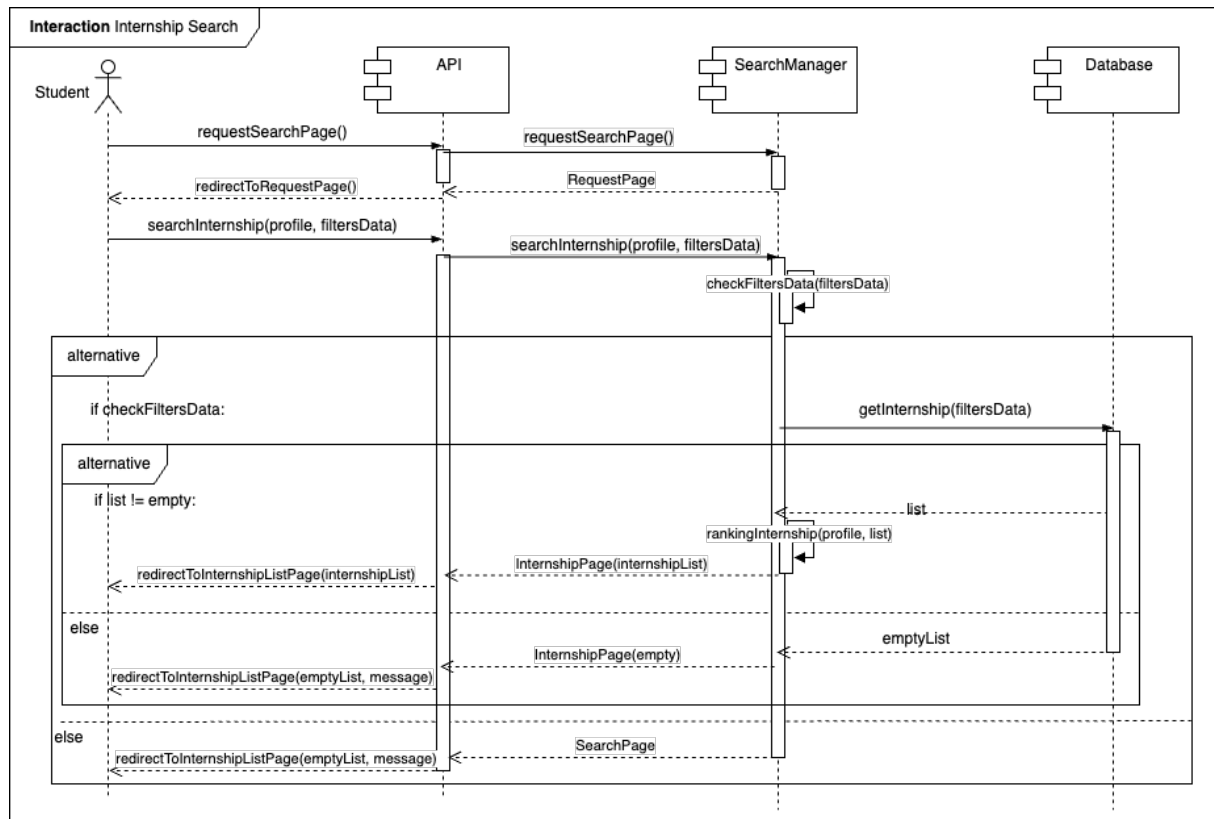 Interaction Internship Search
Student
API
SearchManager
Database
requestSearchPage()
requestSearchPage()
RequestPage
redirectToRequestPage()
searchInternship(profile, filtersData)
searchInternship(profile, filtersData)
checkFiltersData(filtersData)
alternative
if checkFiltersData:
getInternship(filtersData)
alternative
if list != empty:
list
rankingInternship(profile, list)
InternshipPage(internshipList)
redirectToInternshipListPage(internshipList)
else
emptyList
InternshipPage(empty)
redirectToInternshipListPage(emptyList, message)
else
SearchPage
redirectToInternshipListPage(emptyList, message)